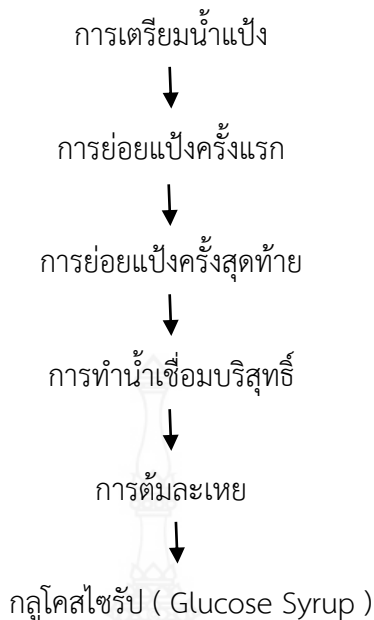 การเตรียมน้ำแป้ง
การย่อยแป้งครั้งแรก
การย่อยแป้งครั้งสุดท้าย
การทำน้ำเชื่อมบริสุทธิ์
การต้มละเหย
กลูโคสไซรัป ( Glucose Syrup )